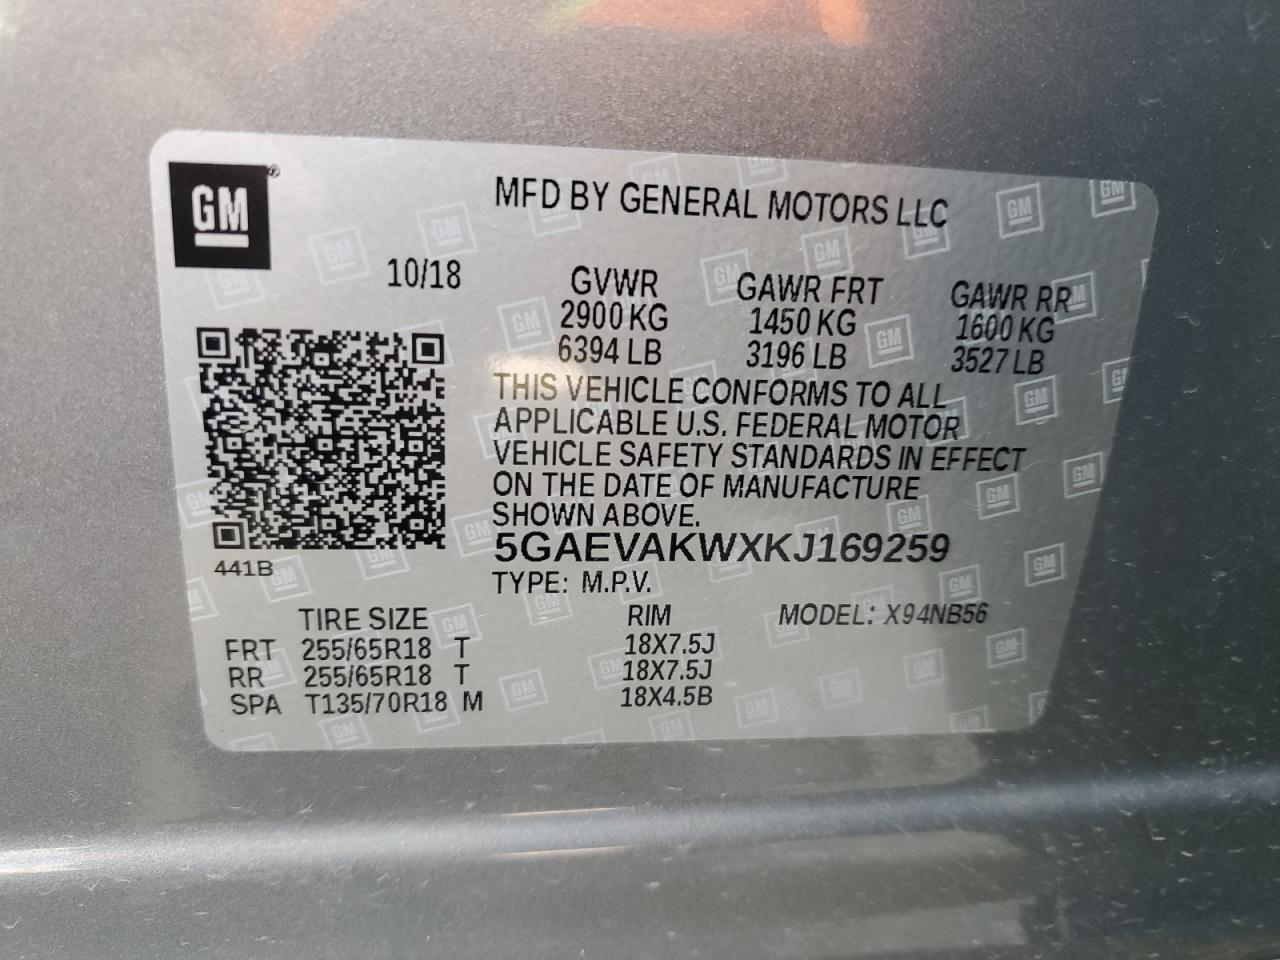 GM®
MFD BY GENERAL MOTORS LLC
10/18
GVWR GAWR FRT GAWR RR
2900 KG 1450 KG 1600 KG
6394 LB 3196 LB 3527 LB
THIS VEHICLE CONFORMS TO ALL
APPLICABLE U.S. FEDERAL MOTOR
VEHICLE SAFETY STANDARDS IN EFFECT
ON THE DATE OF MANUFACTURE
SHOWN ABOVE.
5GAEVAKWXKJ169259
441B
TYPE: M.P.V.
TIRE SIZE RIM MODEL: X94NB56
FRT 255/65R18 T 18X7.5J
RR 255/65R18 T 18X7.5J
SPA T135/70R18 M 18X4.5B